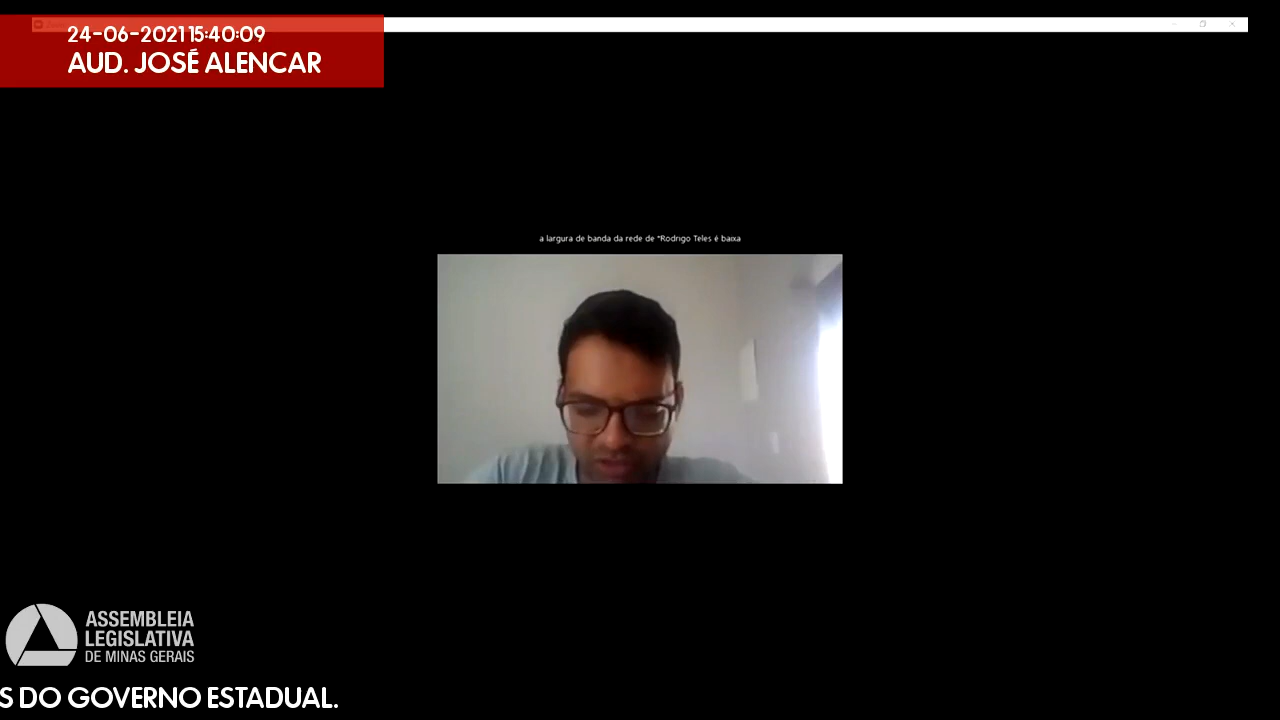 24-06-2021 15:40:09
AUD. JOSÉ ALENCAR
a largura de banda da rede de "Rodrigo Teles é baixa
ASSEMBLEIA
LEGISLATIVA
DE MINAS GERAIS
S DO GOVERNO ESTADUAL.